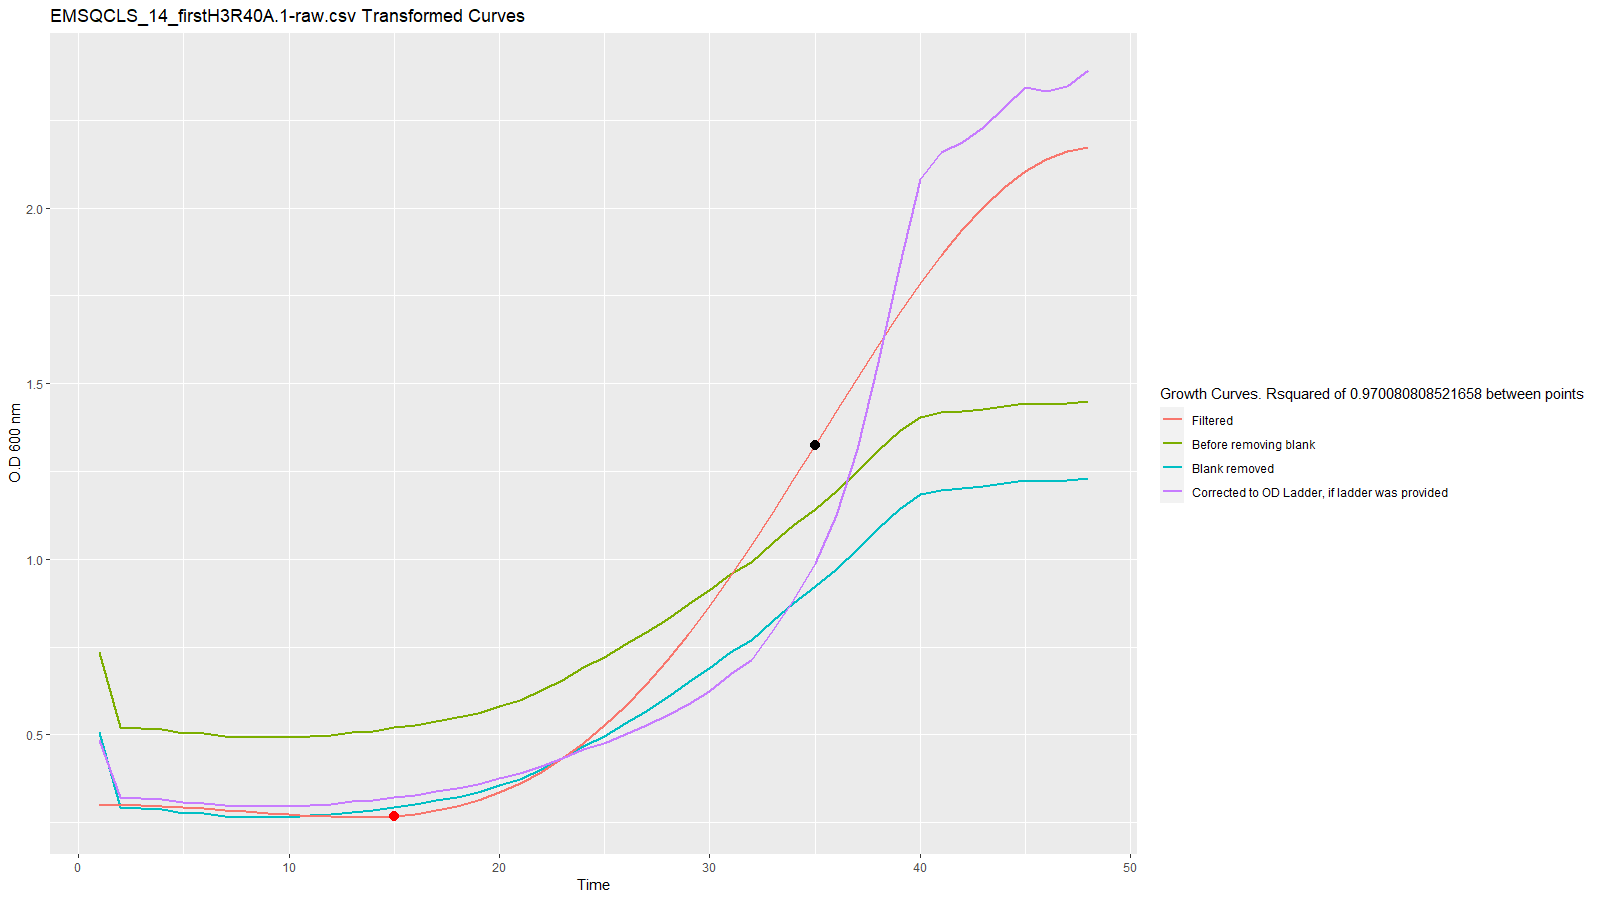 EMSQCLS_14_firstH3R40A.1-raw.csv Transformed Curves
O.D 600 nm
2.0
1.5
1.0
0.5
0
10
20
30
40
50
Time
Growth Curves. Rsquared of 0.970080808521658 between points
Filtered
Before removing blank
Blank removed
Corrected to OD Ladder, if ladder was provided